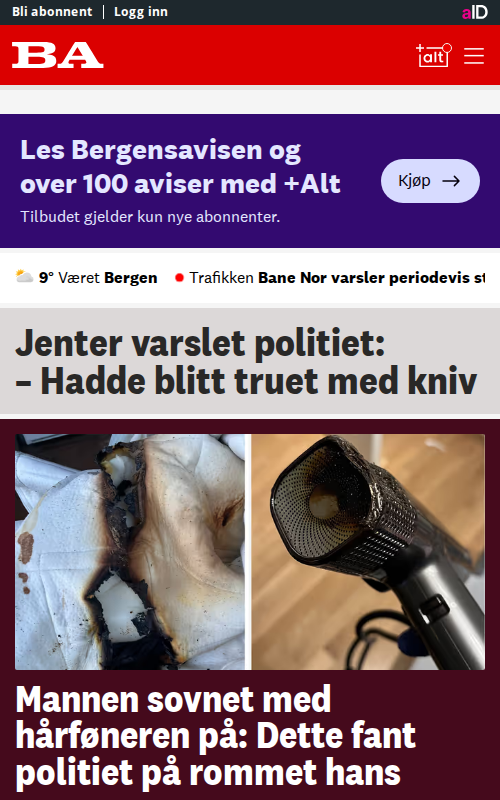 Bli abonnent | Logg inn
aID
BA
+alt
Les Bergensavisen og
over 100 aviser med +Alt
Kjøp
Tilbudet gjelder kun nye abonnenter.
9° Været Bergen Trafikken Bane Nor varsler periodevis
Jenter varslet politiet:
– Hadde blitt truet med kniv
Mannen sovnet med
hårføneren på: Dette fant
politiet på rommet hans